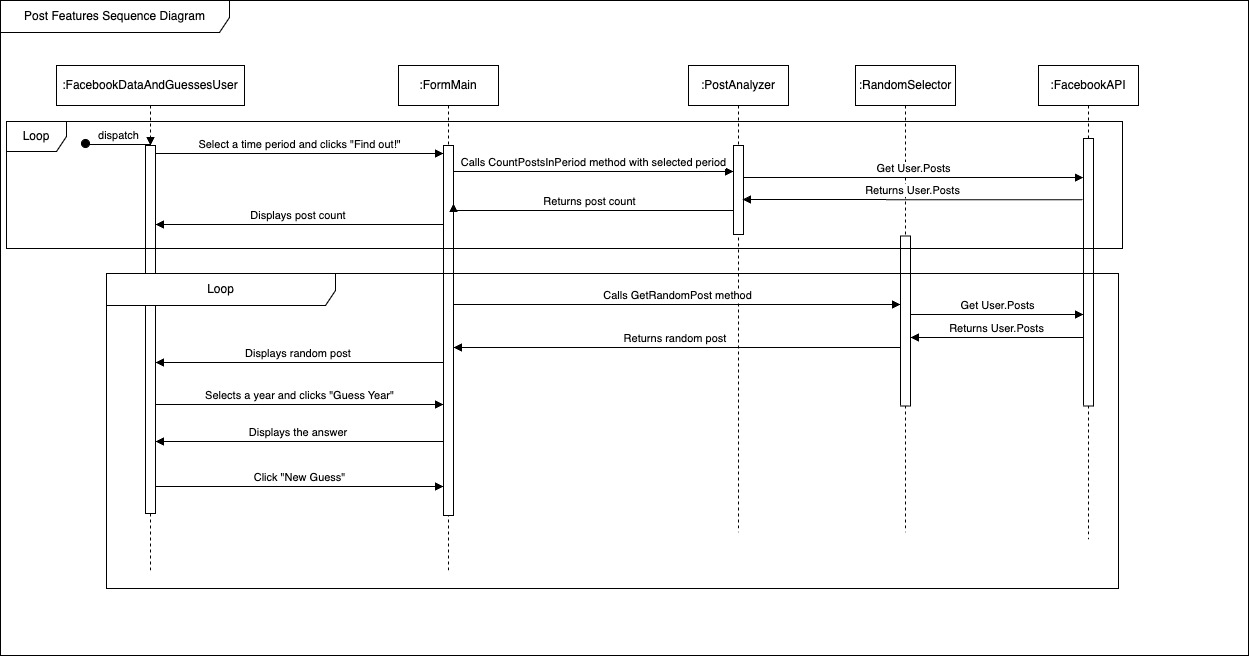 Post Features Sequence Diagram
:FacebookDataAndGuessesUser
:FormMain
:PostAnalyzer
:RandomSelector
:FacebookAPI
Loop
dispatch
Select a time period and clicks "Find out!"
Calls CountPostsInPeriod method with selected period
Get User.Posts
Returns User.Posts
Returns post count
Displays post count
Loop
Calls GetRandomPost method
Get User.Posts
Returns User.Posts
Returns random post
Displays random post
Selects a year and clicks "Guess Year"
Displays the answer
Click "New Guess"